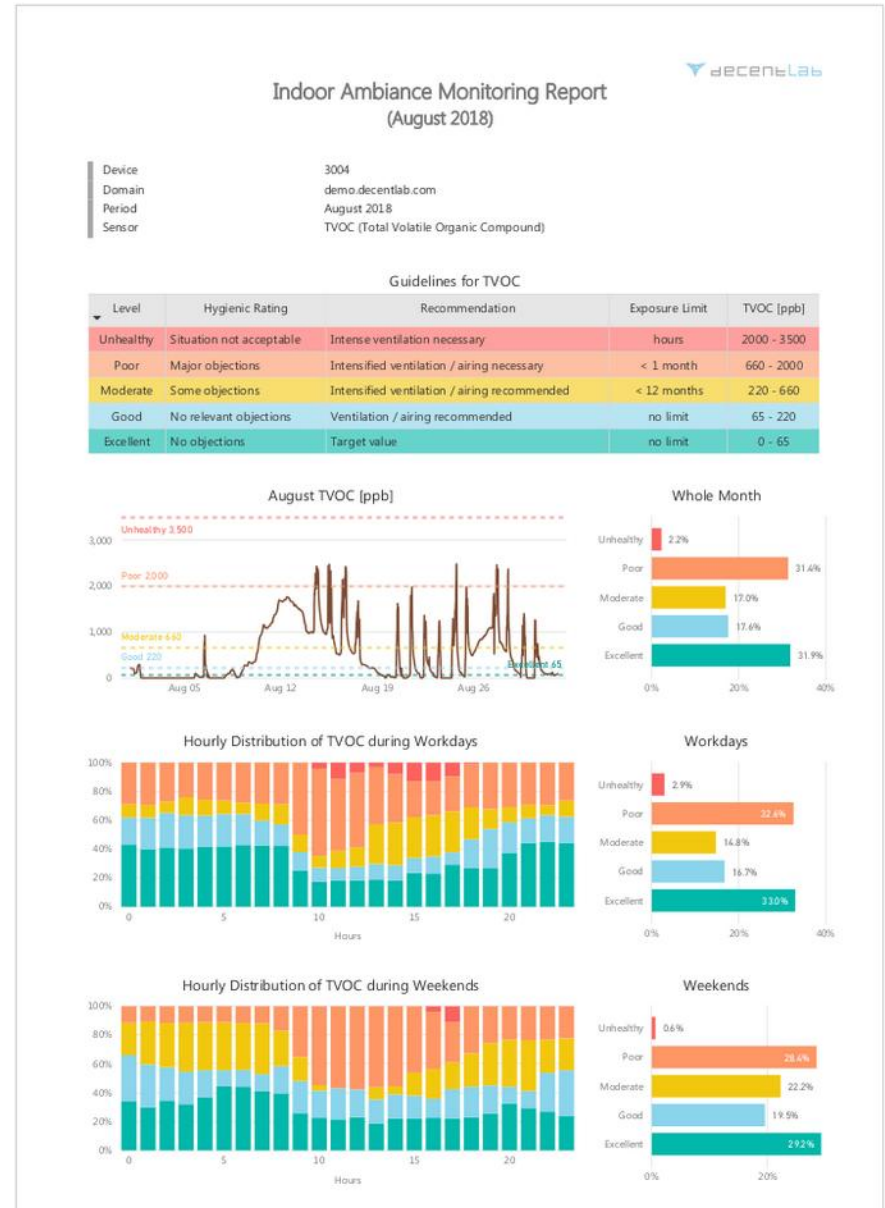 decentlab
Indoor Ambiance Monitoring Report
(August 2018)
Device 3004
Domain demo.decentlab.com
Period August 2018
Sensor TVOC (Total Volatile Organic Compound)
Guidelines for TVOC
Level Hygienic Rating Recommendation Exposure Limit TVOC [ppb]
Unhealthy Situation not acceptable Intense ventilation necessary hours 2000 - 3500
Poor Major objections Intensified ventilation / airing necessary < 1 month 660 - 2000
Moderate Some objections Intensified ventilation / airing recommended < 12 months 220 - 660
Good No relevant objections Ventilation / airing recommended no limit 65 - 220
Excellent No objections Target value no limit 0 - 65
August TVOC [ppb]
Unhealthy 3,500
3,000
Poor 2,000
2,000
1,000
Moderate 660
Good 220
Excellent 65
0
Aug 05 Aug 12 Aug 19 Aug 26
Whole Month
Unhealthy 2.2%
Poor 31.4%
Moderate 17.0%
Good 17.6%
Excellent 31.9%
0% 20% 40%
Hourly Distribution of TVOC during Workdays
100%
80%
60%
40%
20%
0%
0 5 10 15 20
Hours
Workdays
Unhealthy 2.9%
Poor 32.6%
Moderate 14.8%
Good 16.7%
Excellent 33.0%
0% 20% 40%
Hourly Distribution of TVOC during Weekends
100%
80%
60%
40%
20%
0%
0 5 10 15 20
Hours
Weekends
Unhealthy 0.6%
Poor 28.4%
Moderate 22.2%
Good 19.5%
Excellent 29.2%
0% 20%